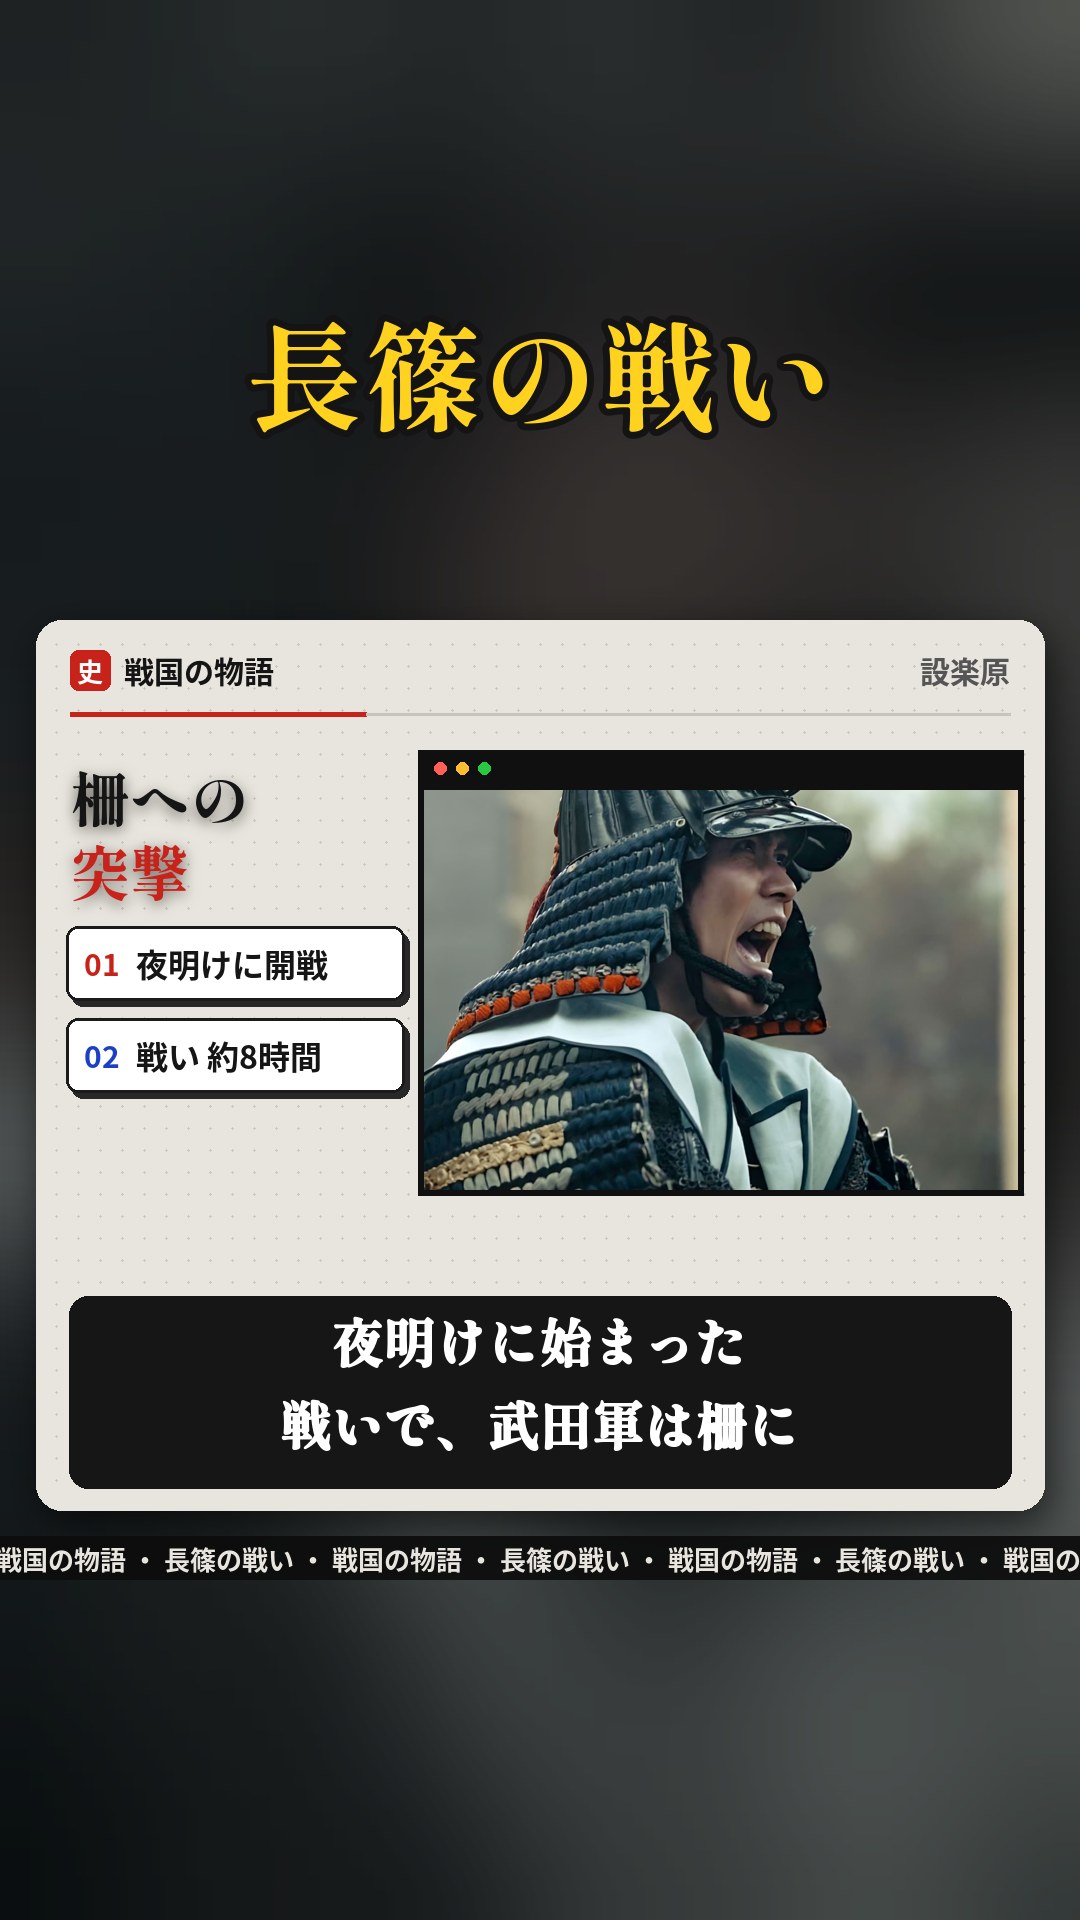 長篠の戦い
史 戦国の物語
設楽原
柵への
突撃
01 夜明けに開戦
02 戦い 約8時間
夜明けに始まった
戦いで、武田軍は柵に
戦国の物語 ・ 長篠の戦い ・ 戦国の物語 ・ 長篠の戦い ・ 戦国の物語 ・ 長篠の戦い ・ 戦国の